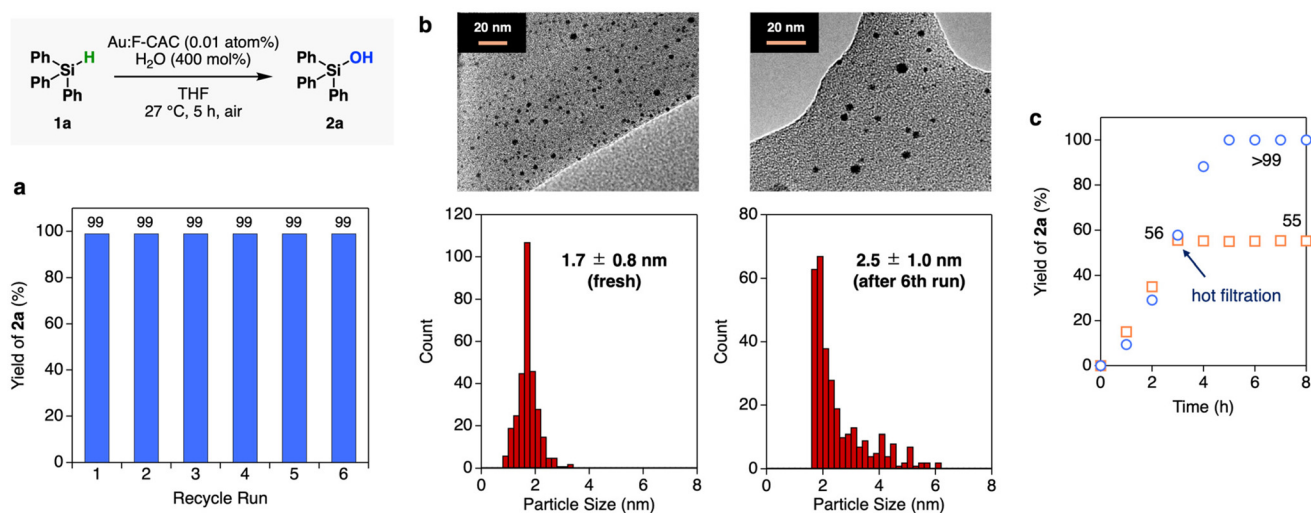 Au:F-CAC (0.01 atom%)
H₂O (400 mol%)
THF
27 °C, 5 h, air
Ph
Si
H
Ph
Ph
1a
Ph
Si
OH
Ph
Ph
2a
a
Yield of 2a (%)
100
80
60
40
20
0
99 99 99 99 99 99
1 2 3 4 5 6
Recycle Run
b
20 nm
20 nm
Count
120
100
80
60
40
20
0
1.7 ± 0.8 nm
(fresh)
0 2 4 6 8
Particle Size (nm)
Count
80
60
40
20
0
2.5 ± 1.0 nm
(after 6th run)
0 2 4 6 8
Particle Size (nm)
c
Yield of 2a (%)
100
80
60
40
20
0
>99
56
55
hot filtration
0 2 4 6 8
Time (h)